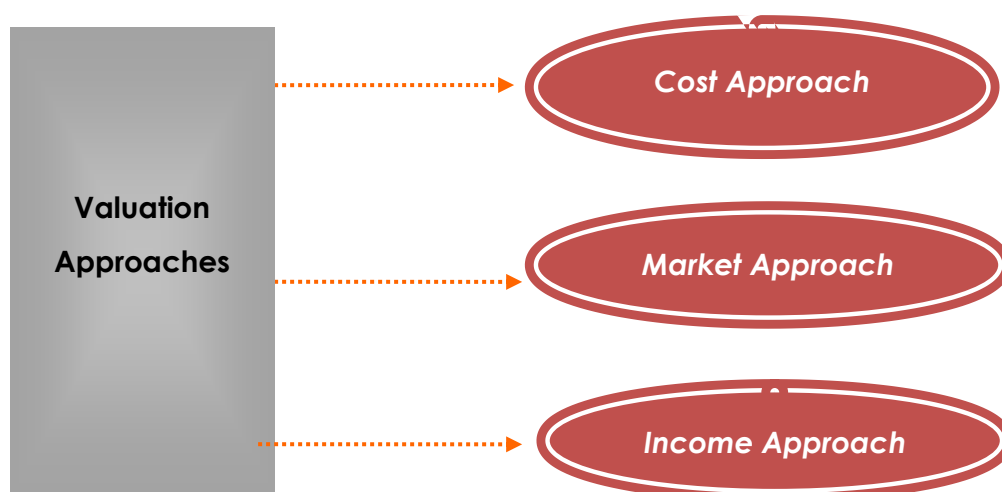 Valuation
Approaches
Cost Approach
Market Approach
Income Approach